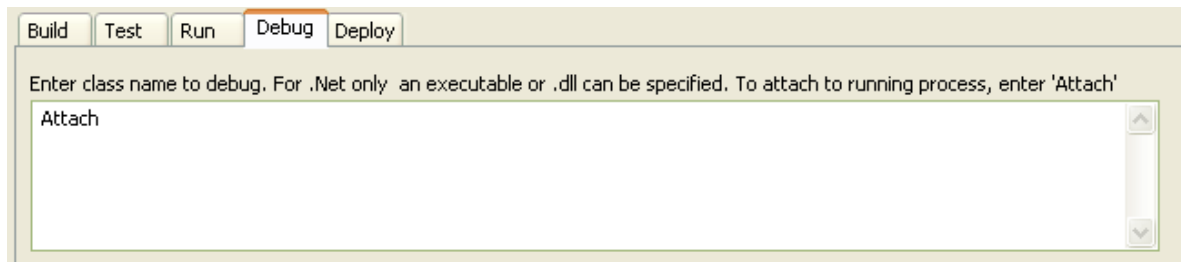 Build Test Run Debug Deploy
Enter class name to debug. For .Net only an executable or .dll can be specified. To attach to running process, enter 'Attach'
Attach